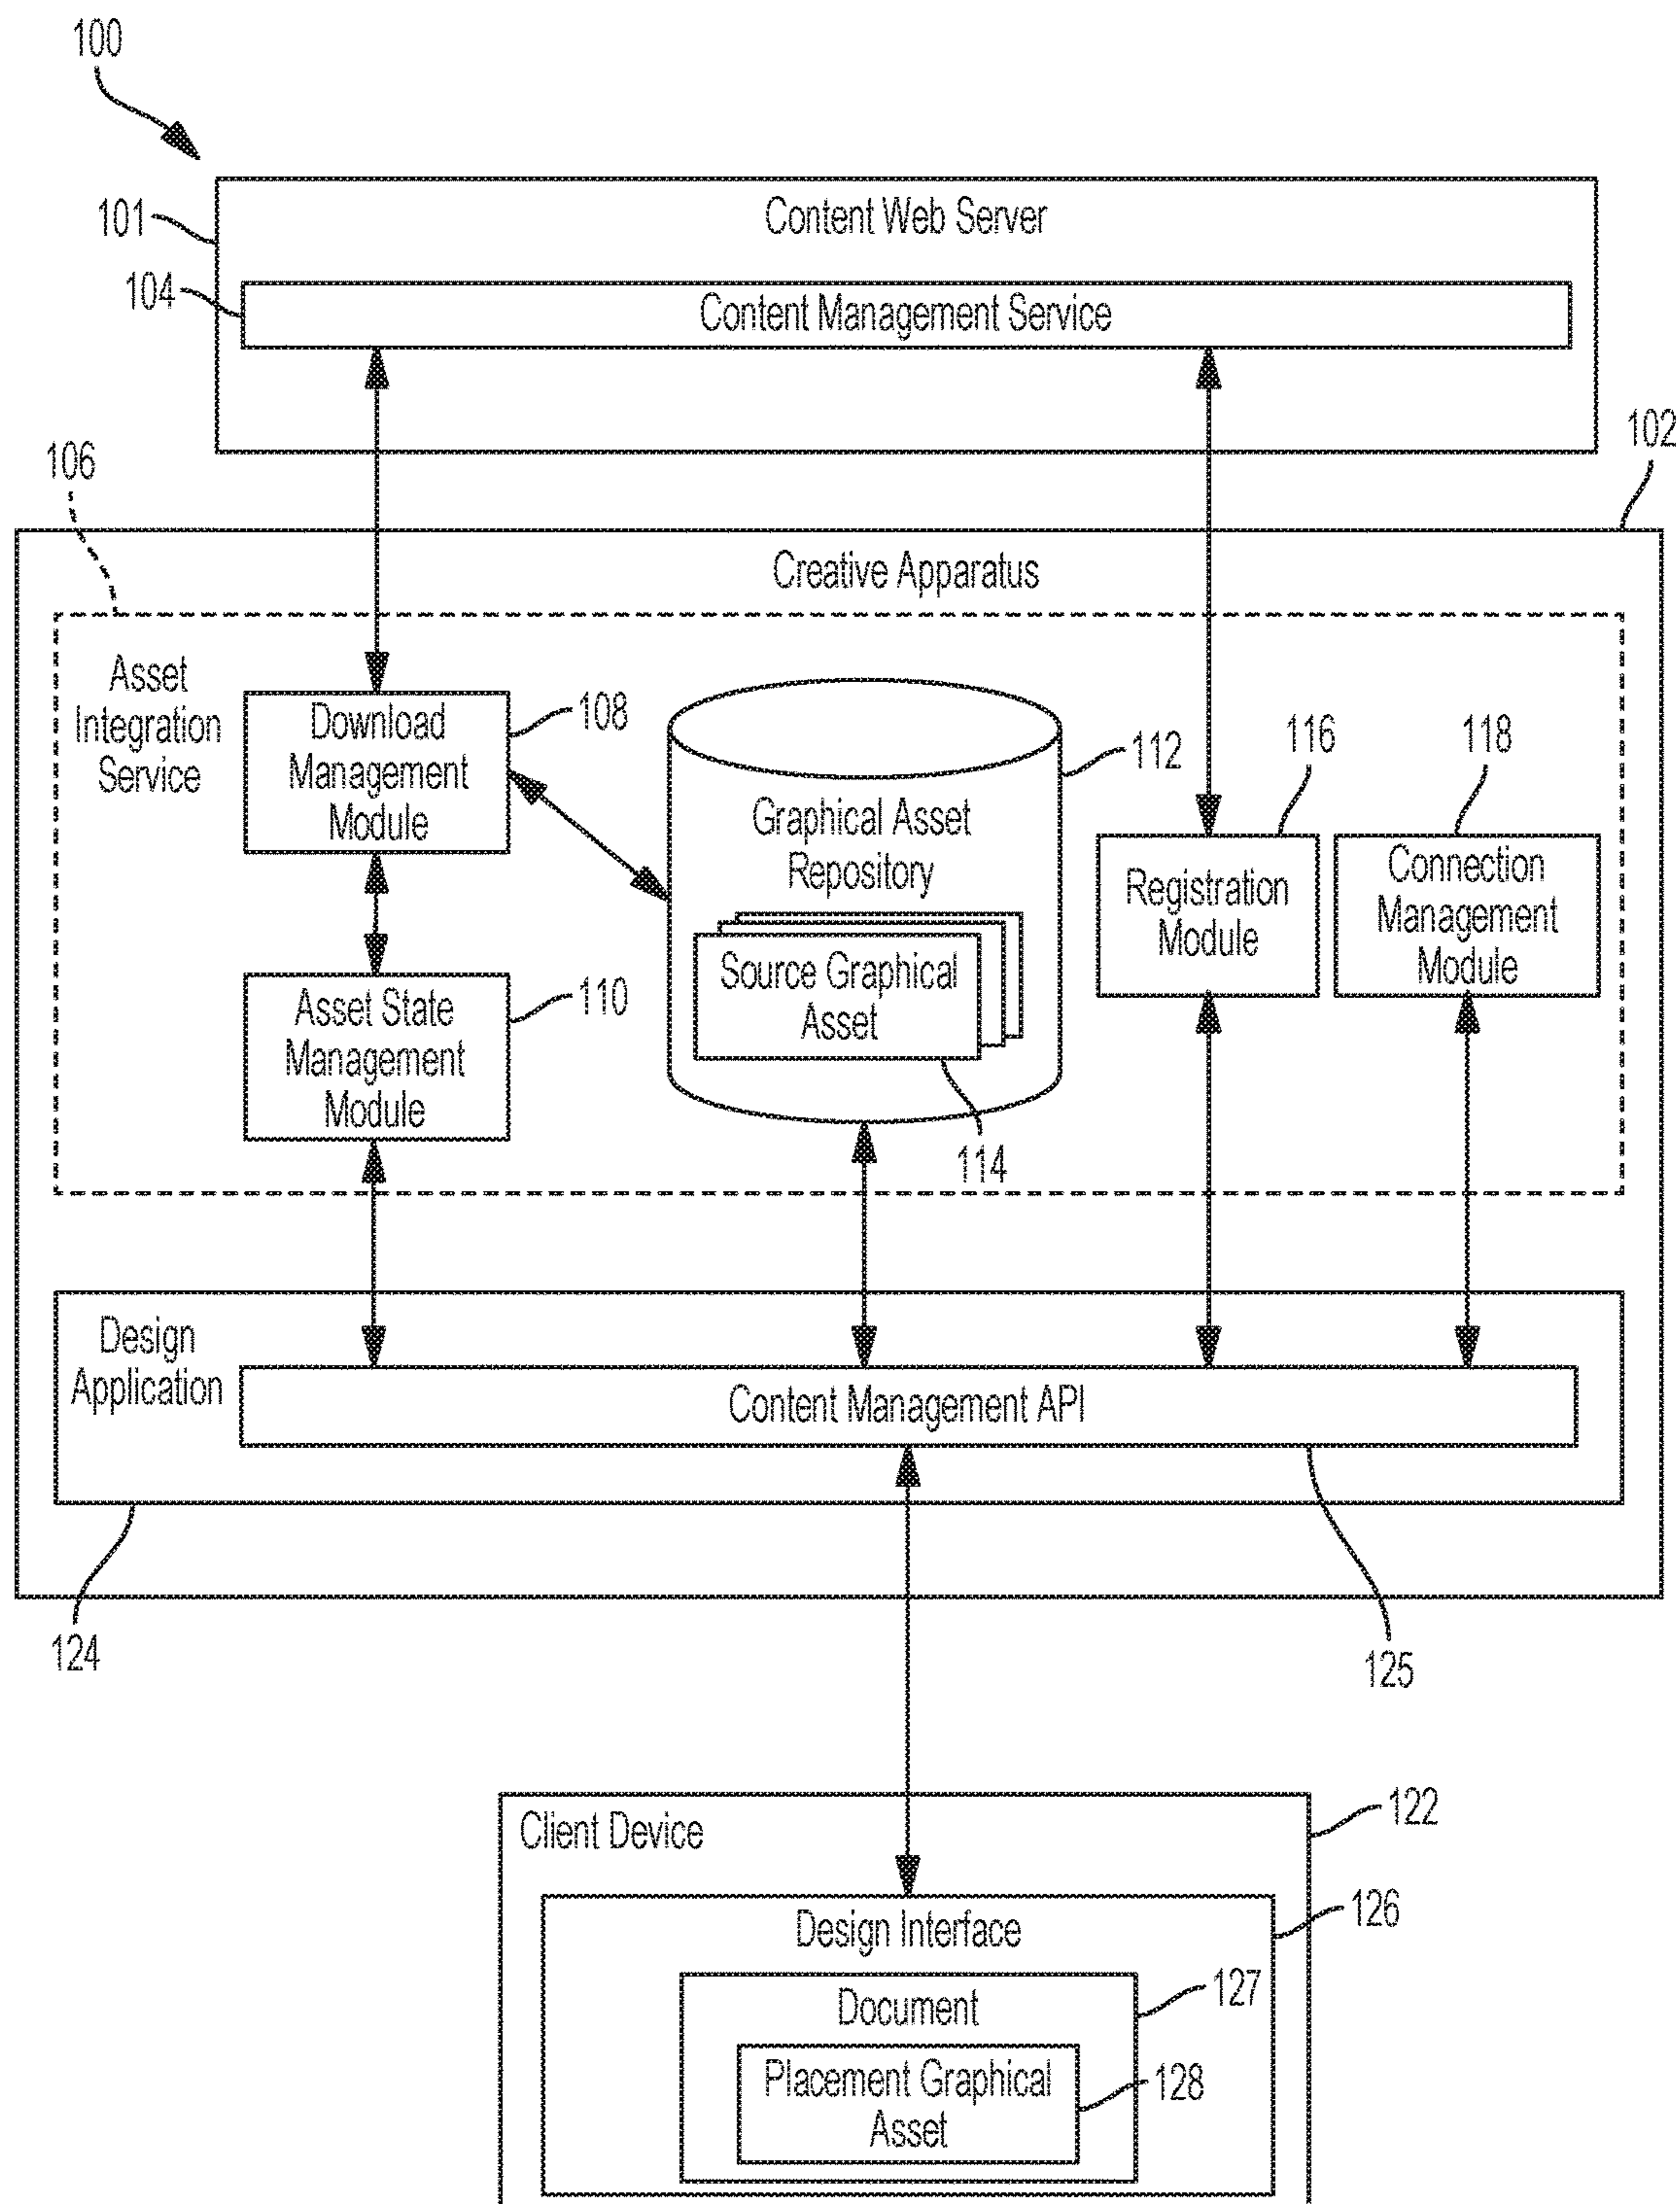 100
101
Content Web Server
104
Content Management Service
102
106
Creative Apparatus
Asset
Integration
Service
Download
Management
Module
108
112
116
118
Graphical Asset
Repository
Registration
Module
Connection
Management
Module
Source Graphical
Asset
Asset State
Management
Module
110
114
Design
Application
Content Management API
124
125
Client Device
122
Design Interface
126
Document
127
Placement Graphical
Asset
128